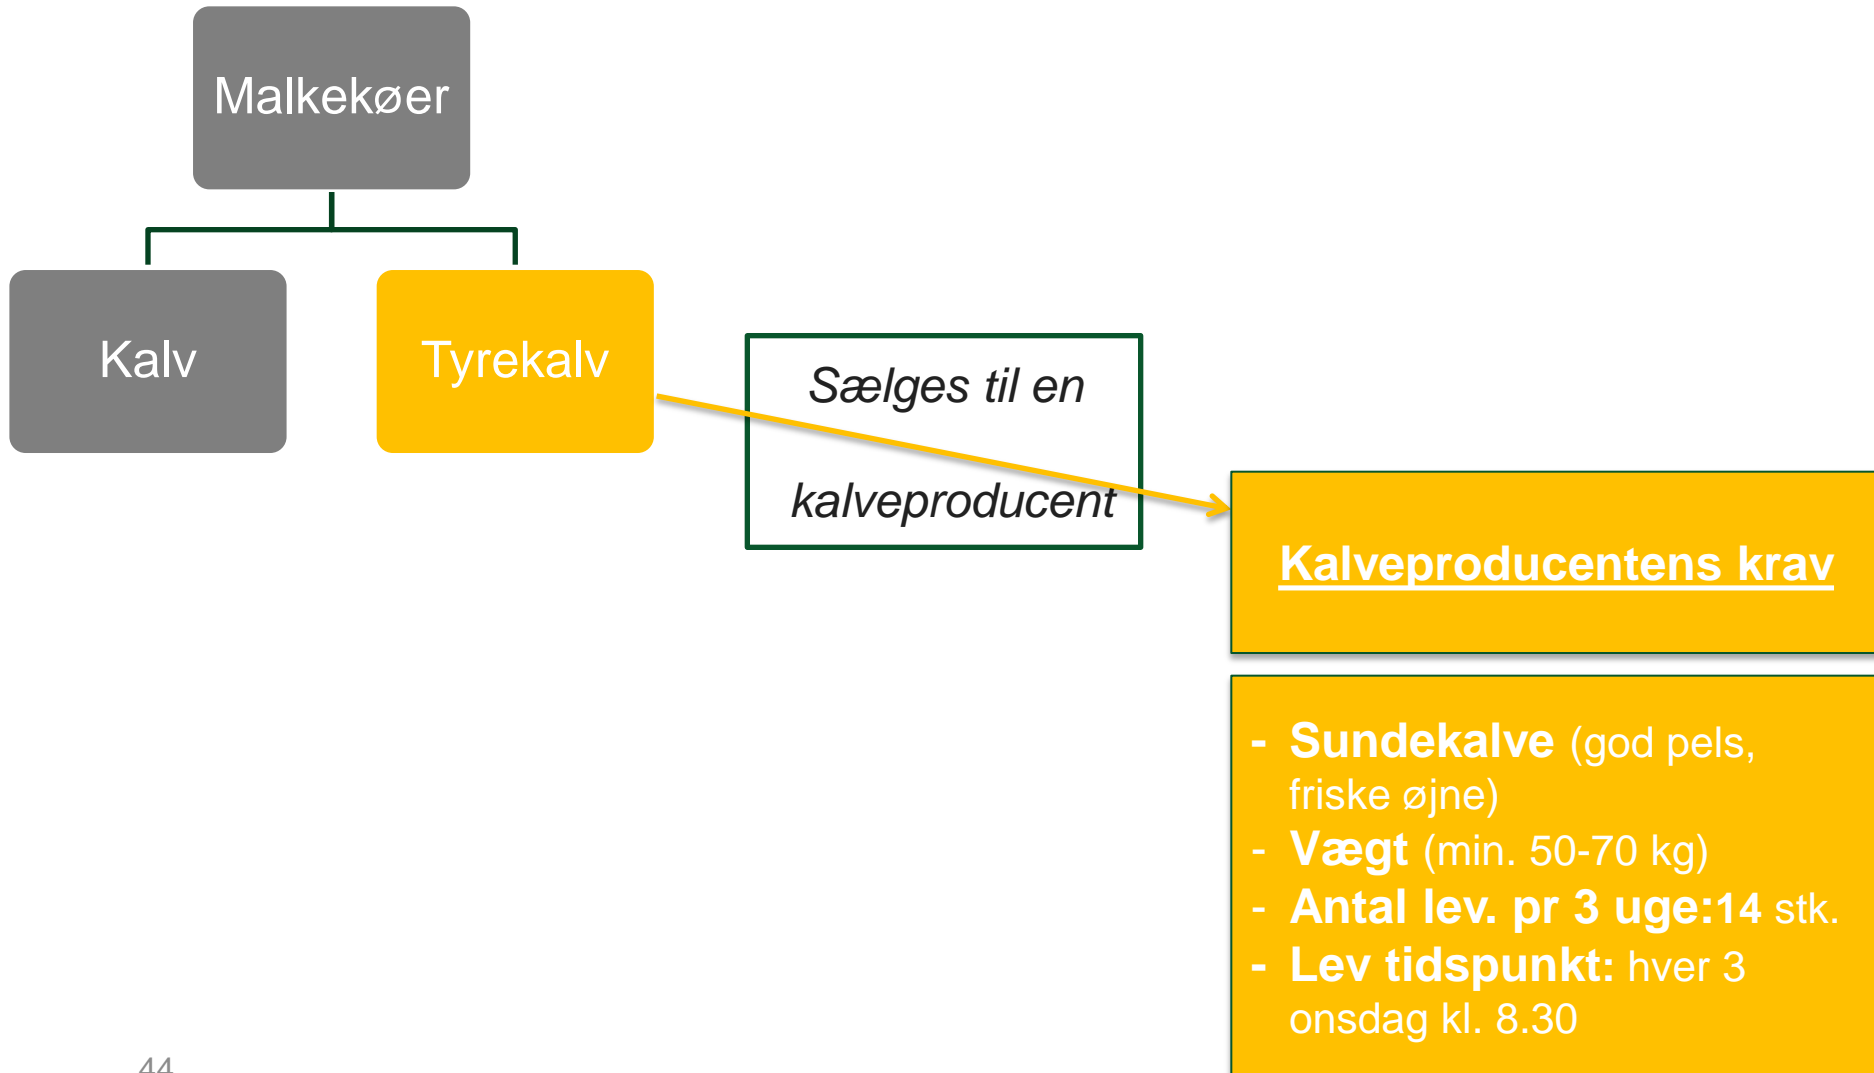 Malkekøer
Kalv
Tyrekalv
Sælges til en
kalveproducent
Kalveproducentens krav
- Sundekalve (god pels,
friske øjne)
- Vægt (min. 50-70 kg)
- Antal lev. pr 3 uge:14 stk.
- Lev tidspunkt: hver 3
onsdag kl. 8.30
44